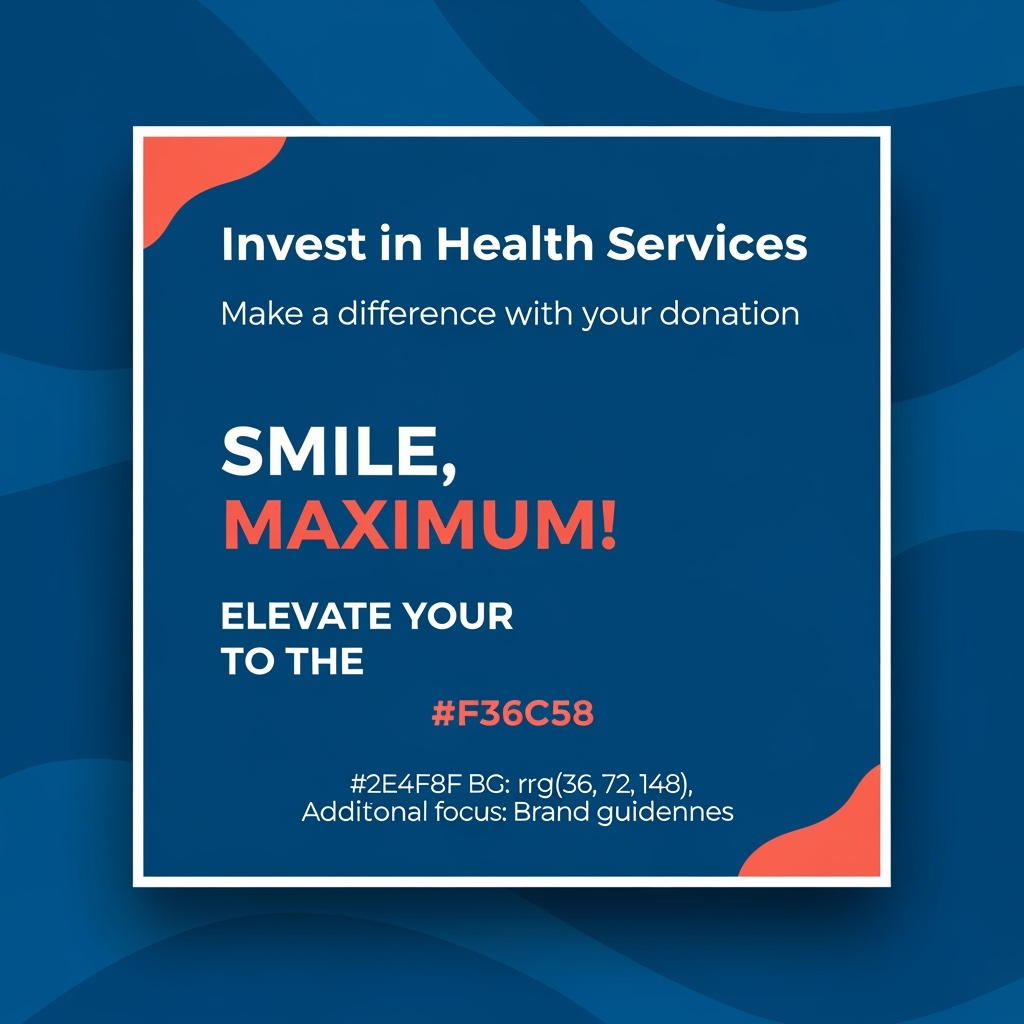 Invest in Health Services
Make a difference with your donation
SMILE,
MAXIMUM!
ELEVATE YOUR
TO THE
#F36C58
#2E4F8F BG: rrg(36, 72, 148),
Additonal focus: Brand guidennes